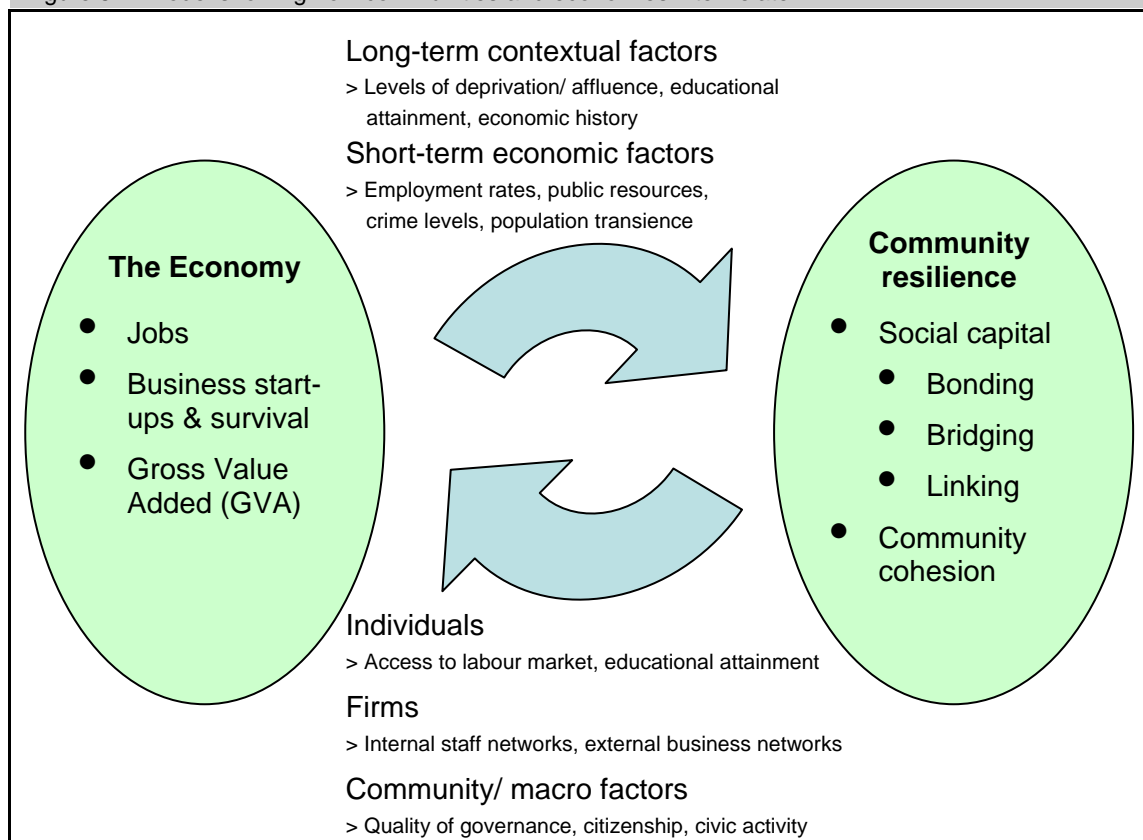 Long-term contextual factors
> Levels of deprivation/ affluence, educational
attainment, economic history
Short-term economic factors
> Employment rates, public resources,
crime levels, population transience
The Economy
● Jobs
● Business start-
ups & survival
● Gross Value
Added (GVA)
Community
resilience
● Social capital
● Bonding
● Bridging
● Linking
● Community
cohesion
Individuals
> Access to labour market, educational attainment
Firms
> Internal staff networks, external business networks
Community/ macro factors
> Quality of governance, citizenship, civic activity